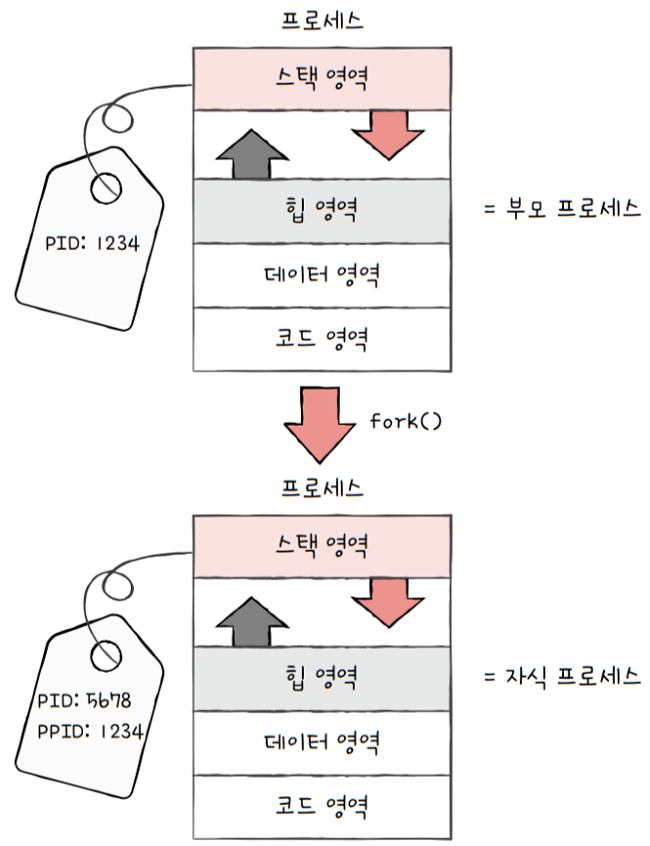 프로세스
스택 영역
PID: 1234
힙 영역
= 부모 프로세스
데이터 영역
코드 영역
fork()
프로세스
스택 영역
힙 영역
= 자식 프로세스
PID: 5678
PPID: 1234
데이터 영역
코드 영역